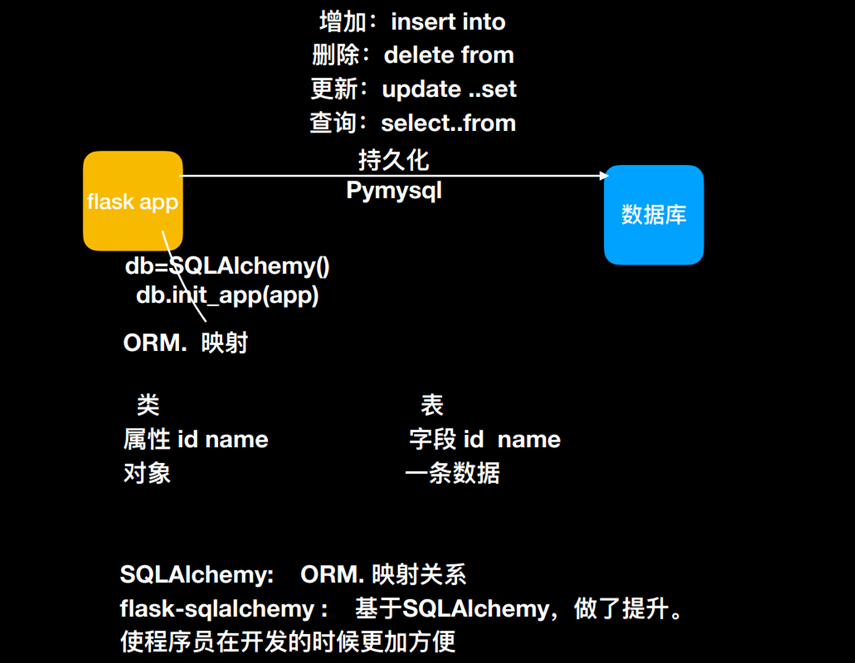 增加：insert into
删除：delete from
更新：update ..set
查询：select..from
持久化
flask app
Pymysql
数据库
db=SQLAlchemy()
db.init_app(app)
ORM. 映射
类 表
属性 id name 字段 id name
对象 一条数据
SQLAlchemy: ORM. 映射关系
flask-sqlalchemy : 基于SQLAlchemy，做了提升。
使程序员在开发的时候更加方便